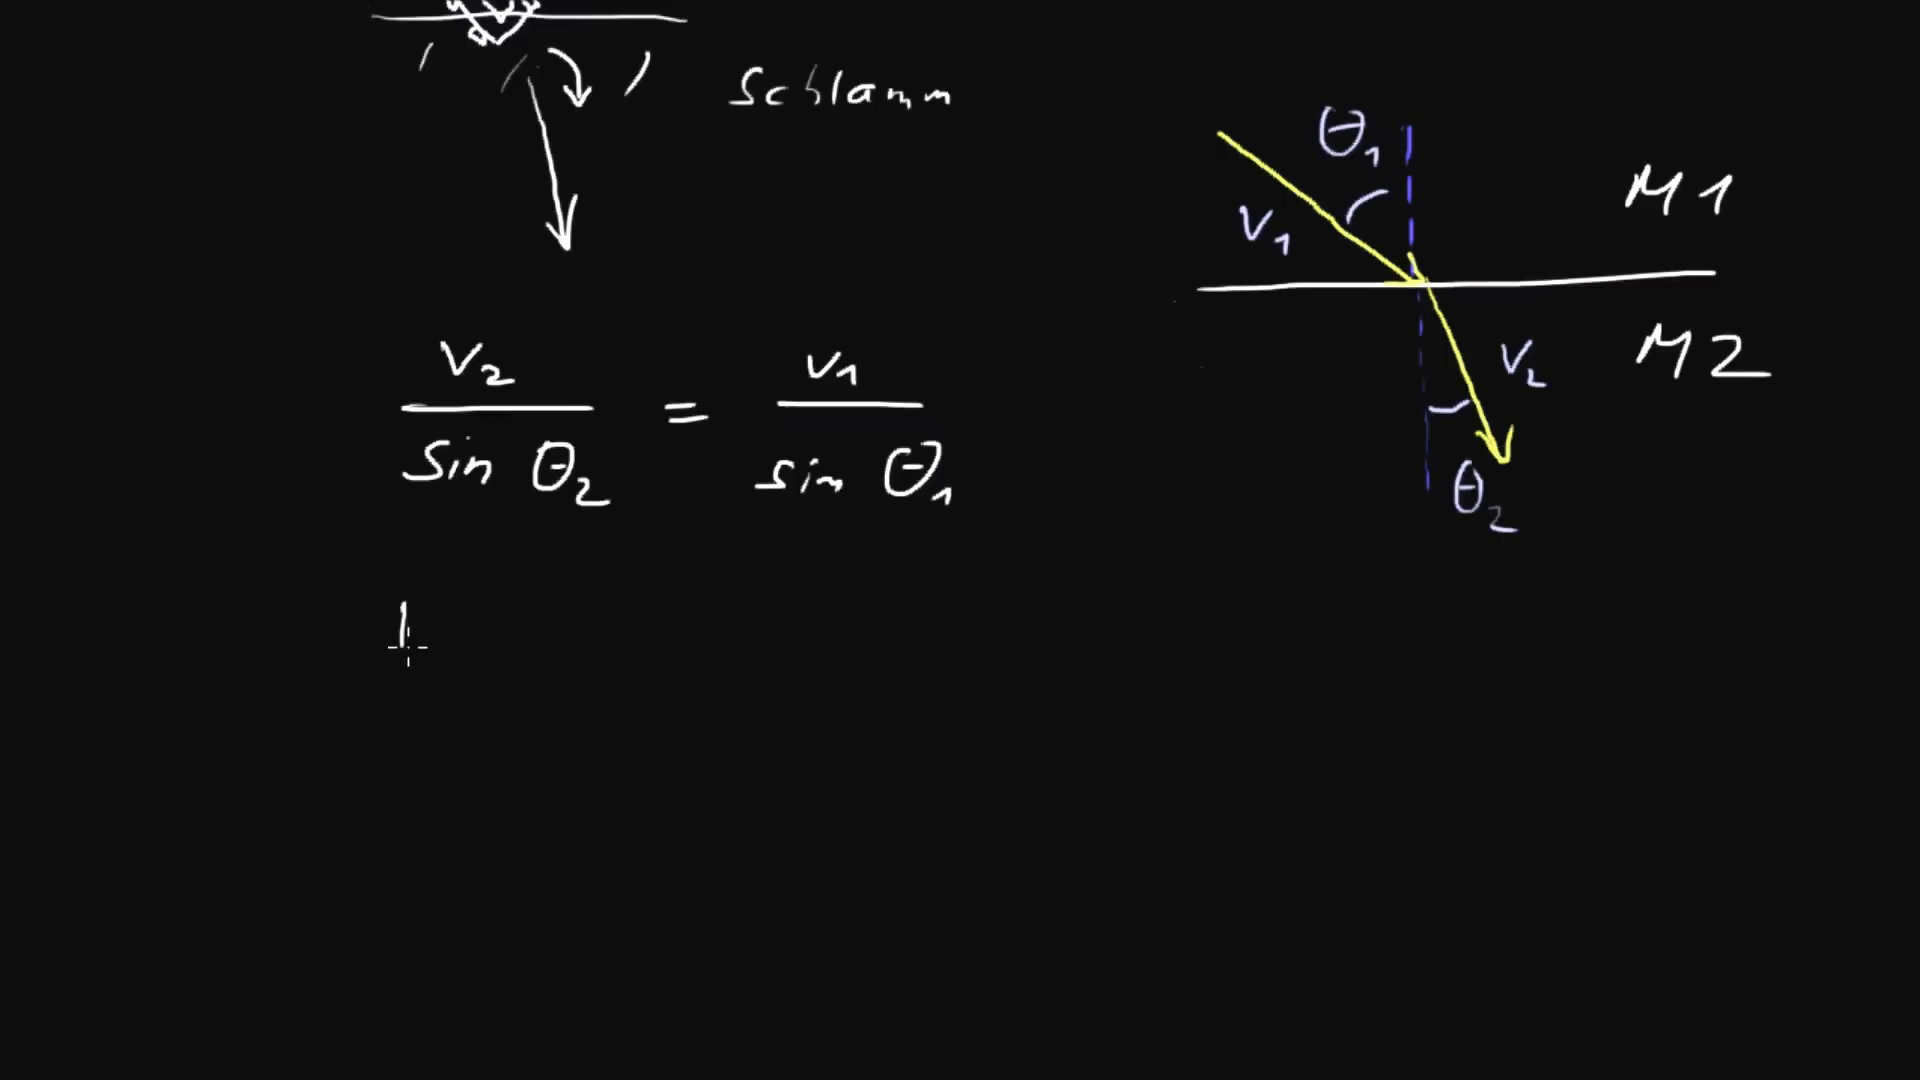 Schlamm
θ₁
M1
v₁
v₂ / sin θ₂ = v₁ / sin θ₁
v₂
M2
θ₂